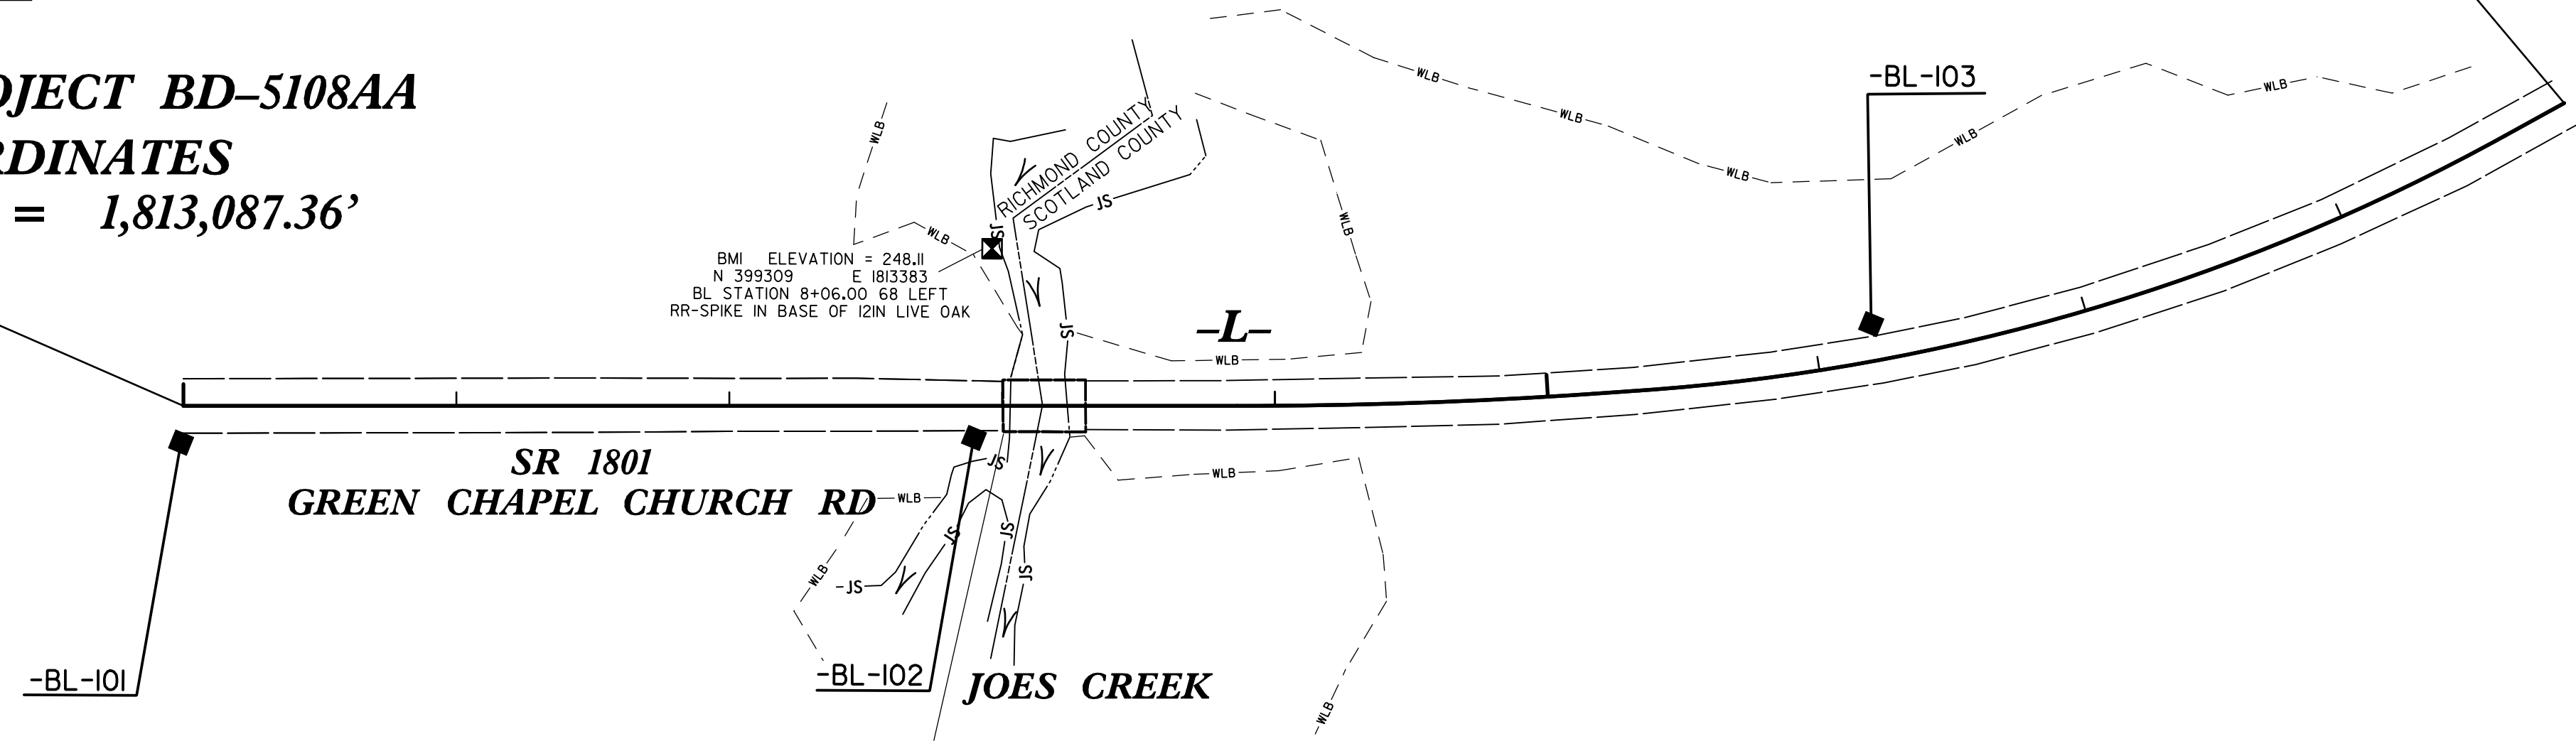 OJECT BD–5108AA
RDINATES
= 1,813,087.36’
WLB
WLB
WLB
WLB
WLB
WLB
-BL-103
RICHMOND COUNTY
SCOTLAND COUNTY
JS
JS
WLB
WLB
BM1 ELEVATION = 248.11
N 399309 E 1813383
BL STATION 8+06.00 68 LEFT
RR-SPIKE IN BASE OF 12IN LIVE OAK
JS
–L–
WLB
SR 1801
GREEN CHAPEL CHURCH RD
JS
WLB
WLB
JS
JS
JS
JS
WLB
-BL-101
-BL-102
JOES CREEK
WLB